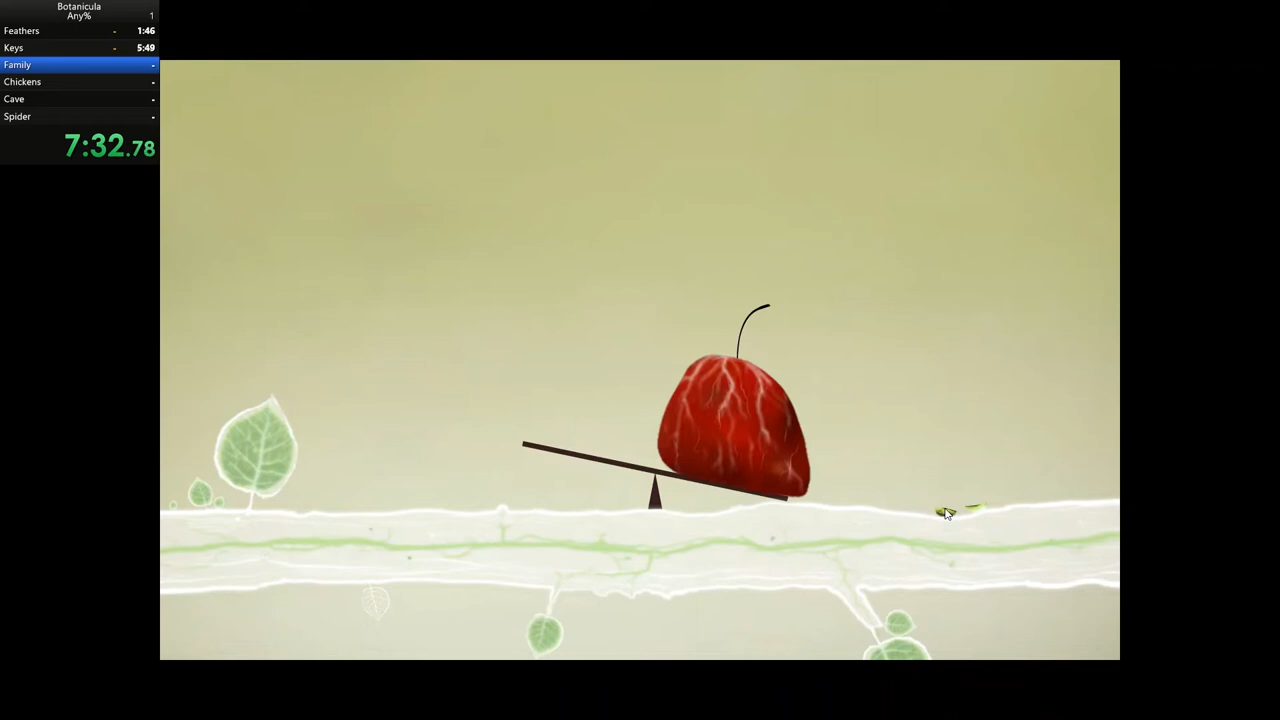 Botanicula
Any% 1
Feathers - 1:46
Keys - 5:49
Family -
Chickens -
Cave -
Spider -
7:32.78